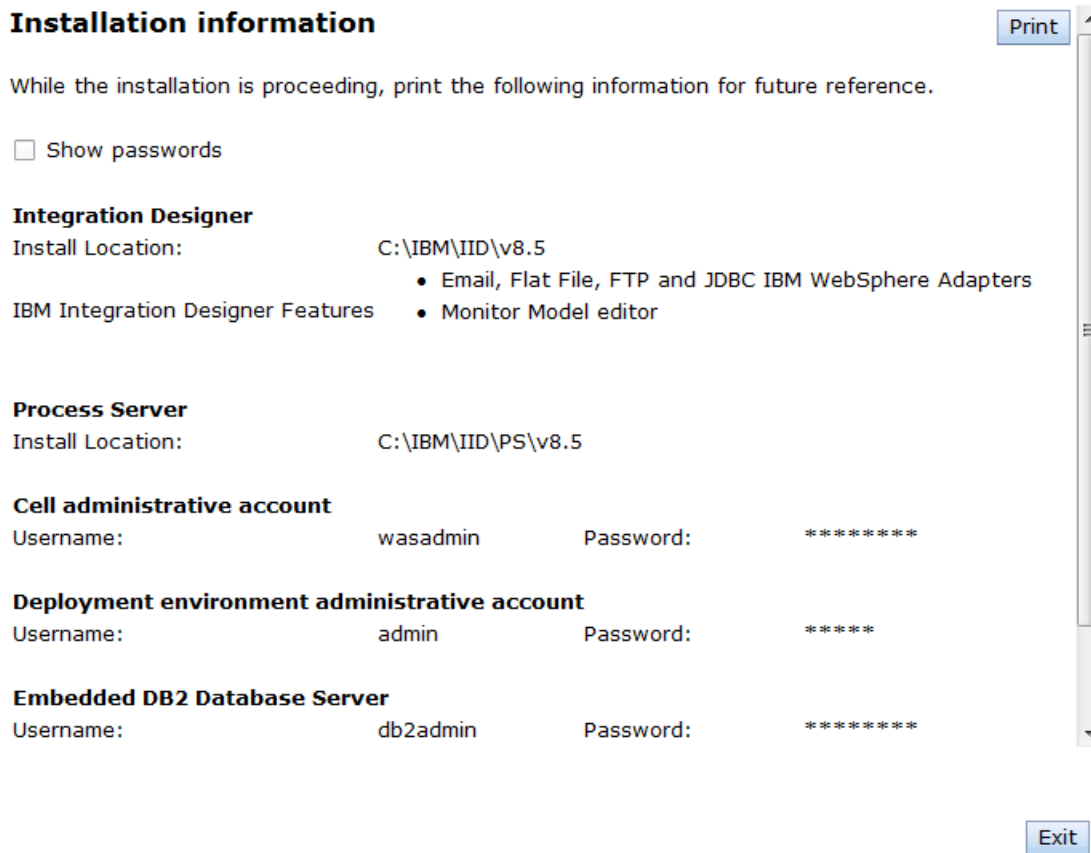 Installation information
Print
While the installation is proceeding, print the following information for future reference.
Show passwords
Integration Designer
Install Location: C:\IBM\IID\v8.5
• Email, Flat File, FTP and JDBC IBM WebSphere Adapters
IBM Integration Designer Features • Monitor Model editor
Process Server
Install Location: C:\IBM\IID\PS\v8.5
Cell administrative account
Username: wasadmin Password: ********
Deployment environment administrative account
Username: admin Password: *****
Embedded DB2 Database Server
Username: db2admin Password: ********
Exit